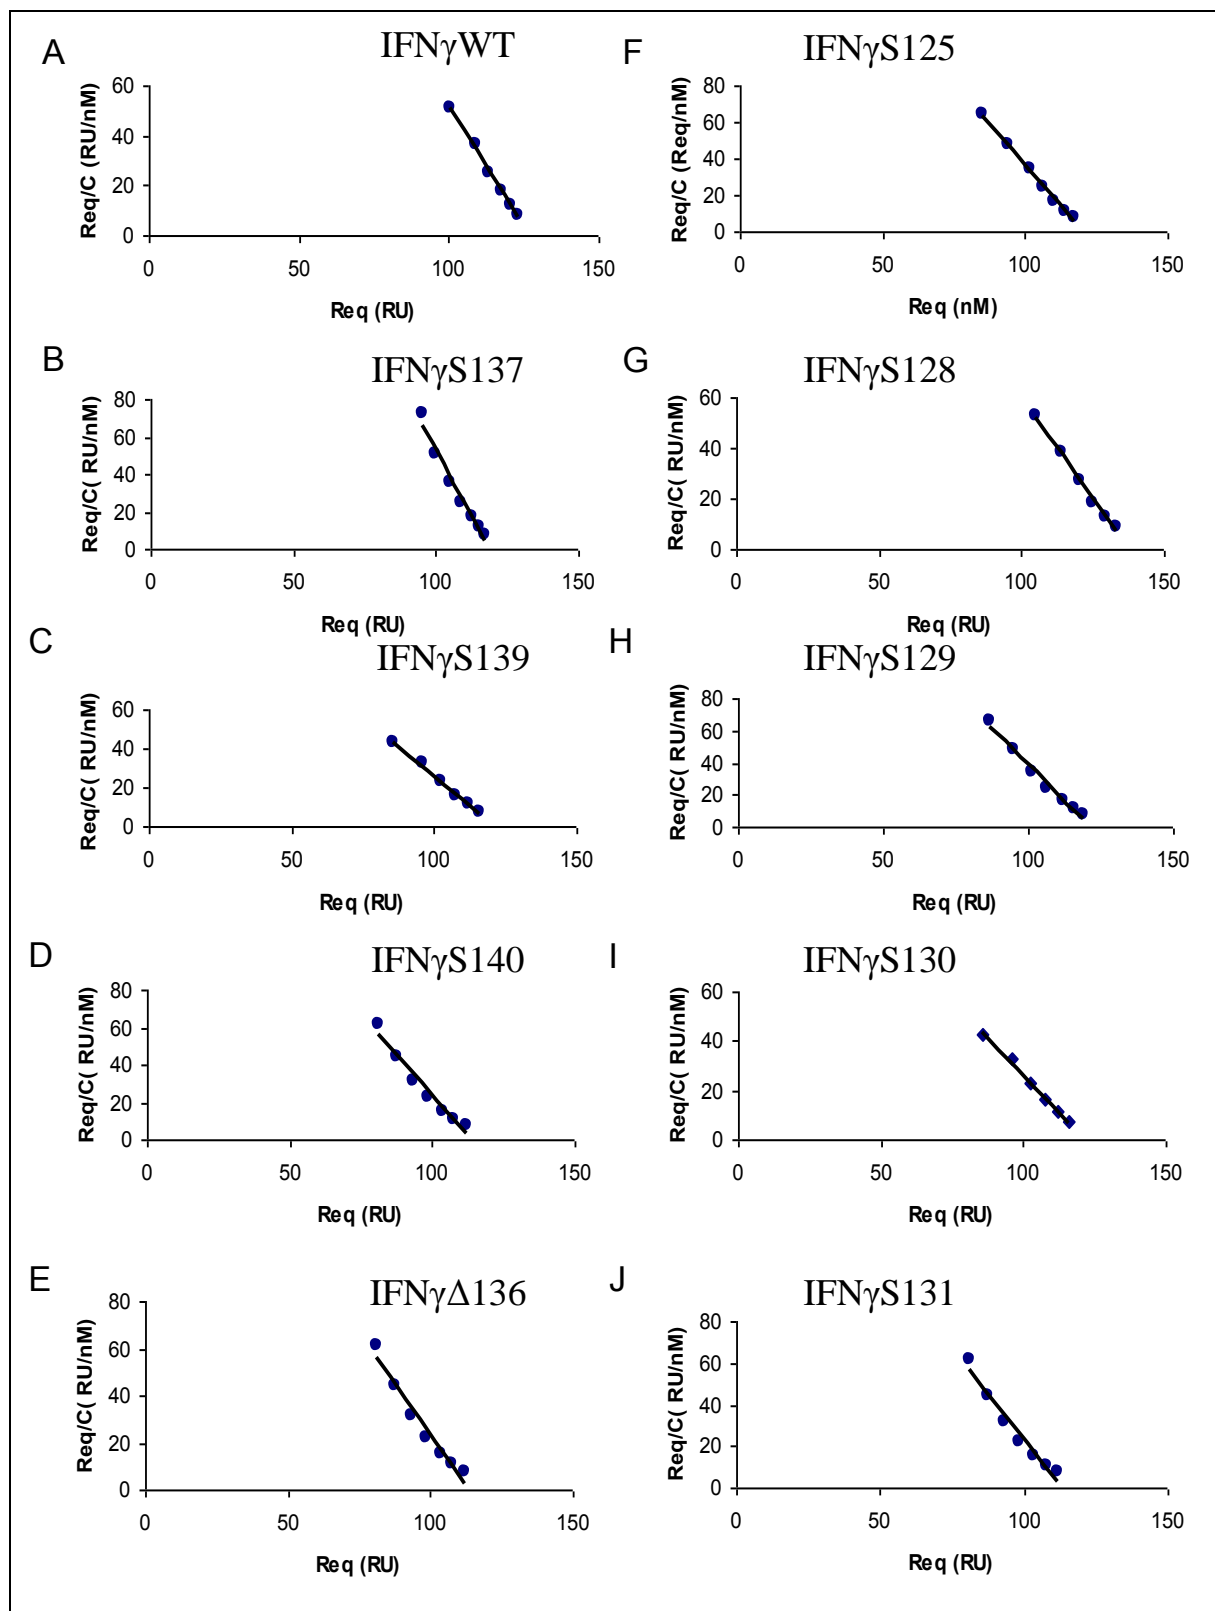 A
IFNγWT
Req/C (RU/nM)
60
40
20
0
0 50 100 150
Req (RU)
B
IFNγS137
Req/C( RU/nM)
80
60
40
20
0
0 50 100 150
Req (RU)
C
IFNγS139
Req/C( RU/nM)
60
40
20
0
0 50 100 150
Req (RU)
D
IFNγS140
Req/C( RU/nM)
80
60
40
20
0
0 50 100 150
Req (RU)
E
IFNγΔ136
Req/C( RU/nM)
80
60
40
20
0
0 50 100 150
Req (RU)
F
IFNγS125
Req/C (Req/nM)
80
60
40
20
0
0 50 100 150
Req (nM)
G
IFNγS128
Req/C( RU/nM)
60
40
20
0
0 50 100 150
Req (RU)
H
IFNγS129
Req/C( RU/nM)
80
60
40
20
0
0 50 100 150
Req (RU)
I
IFNγS130
Req/C( RU/nM)
60
40
20
0
0 50 100 150
Req (RU)
J
IFNγS131
Req/C( RU/nM)
80
60
40
20
0
0 50 100 150
Req (RU)